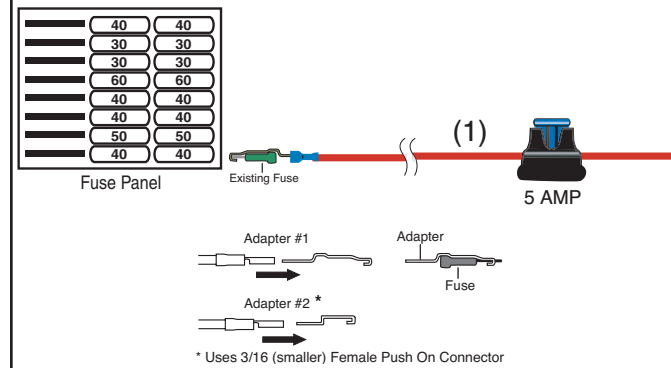 40 40
30 30
30 30
60 60
40 40
40 40
50 50
40 40
Fuse Panel
Existing Fuse
(1)
5 AMP
Adapter #1
Adapter
Fuse
Adapter #2 *
* Uses 3/16 (smaller) Female Push On Connector